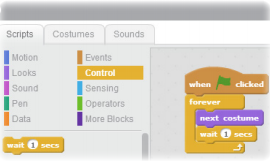 Scripts Costumes Sounds
Motion Events
Looks Control
Sound Sensing
Pen Operators
Data More Blocks
wait 1 secs
when clicked
forever
next costume
wait 1 secs